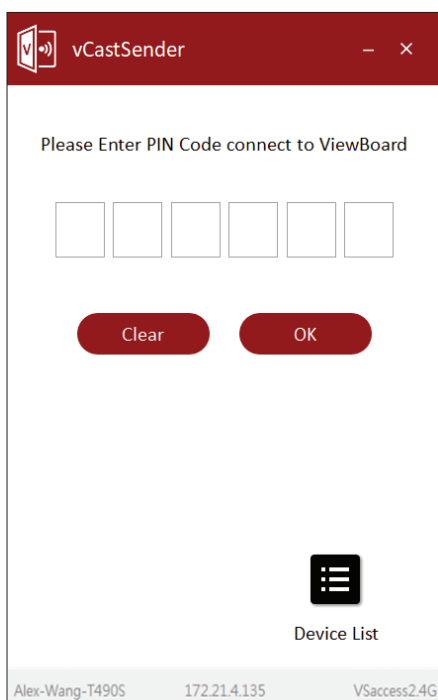 V vCastSender
Please Enter PIN Code connect to ViewBoard
Clear OK
Device List
Alex-Wang-T490S 172.21.4.135 VSaccess2.4G